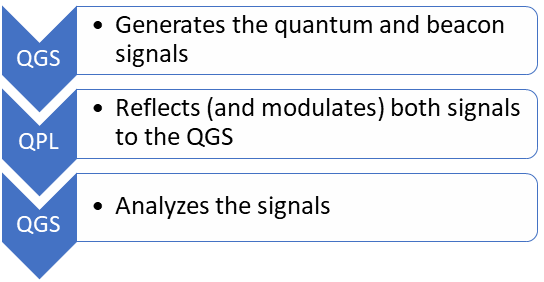 QGS
• Generates the quantum and beacon
signals
QPL
• Reflects (and modulates) both signals
to the QGS
QGS
• Analyzes the signals